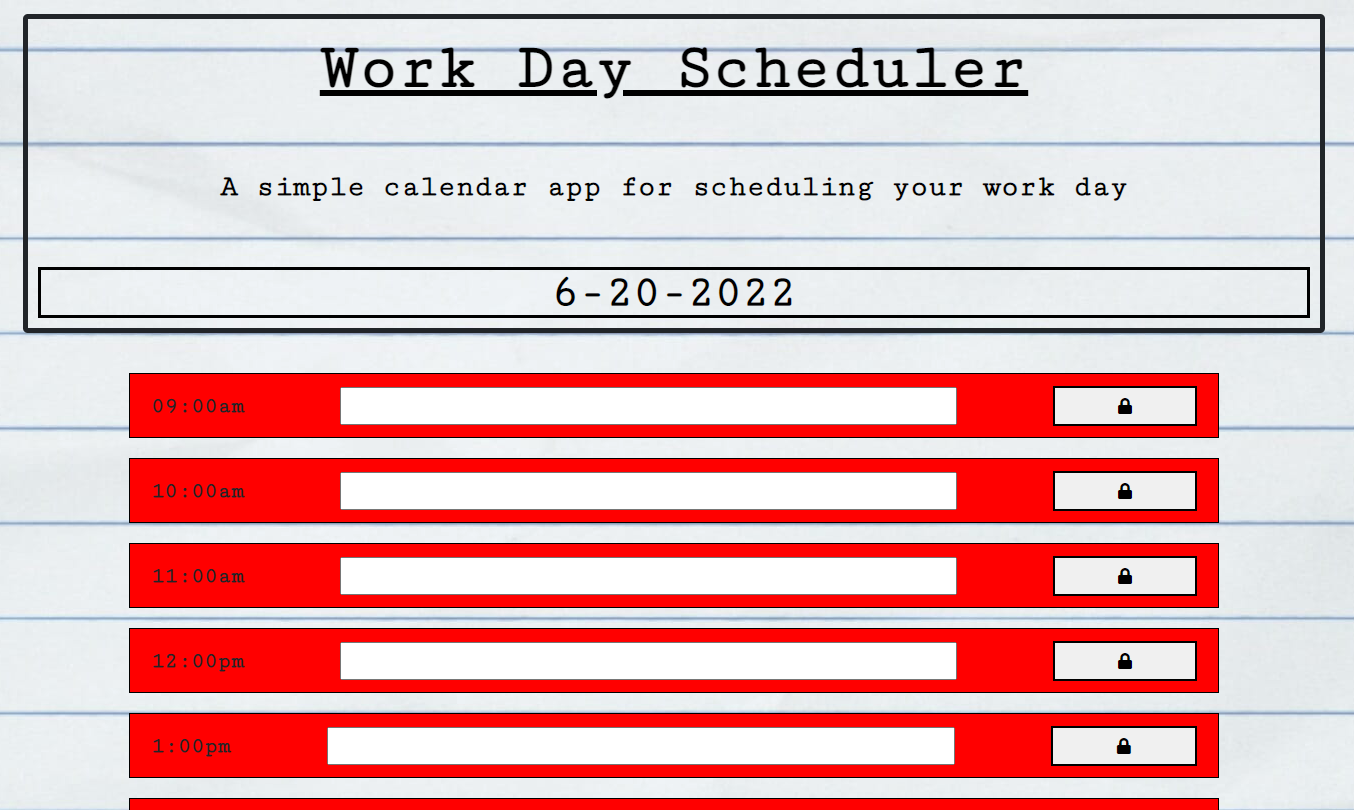 Work Day Scheduler
A simple calendar app for scheduling your work day
6-20-2022
09:00am
10:00am
11:00am
12:00pm
1:00pm